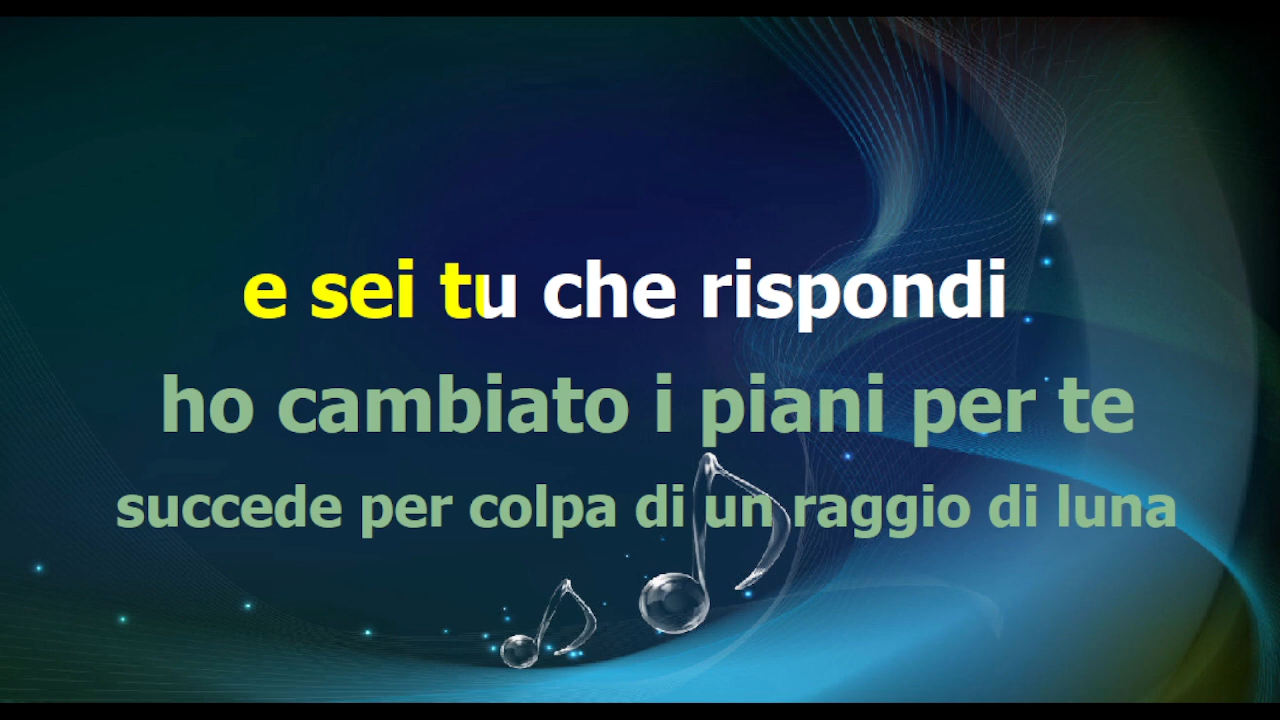 e sei tu che rispondi
ho cambiato i piani per te
succede per colpa di un raggio di luna